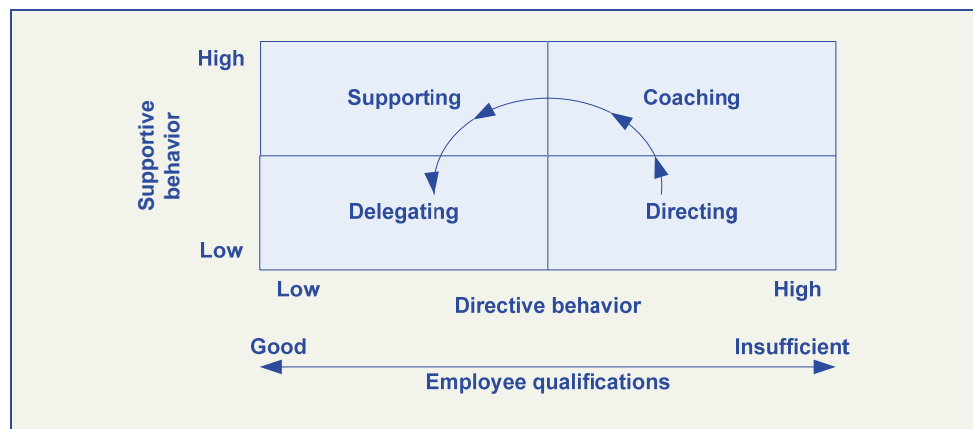 High
Supporting
Coaching
Supportive
behavior
Delegating
Directing
Low
Low
High
Directive behavior
Good
Insufficient
Employee qualifications